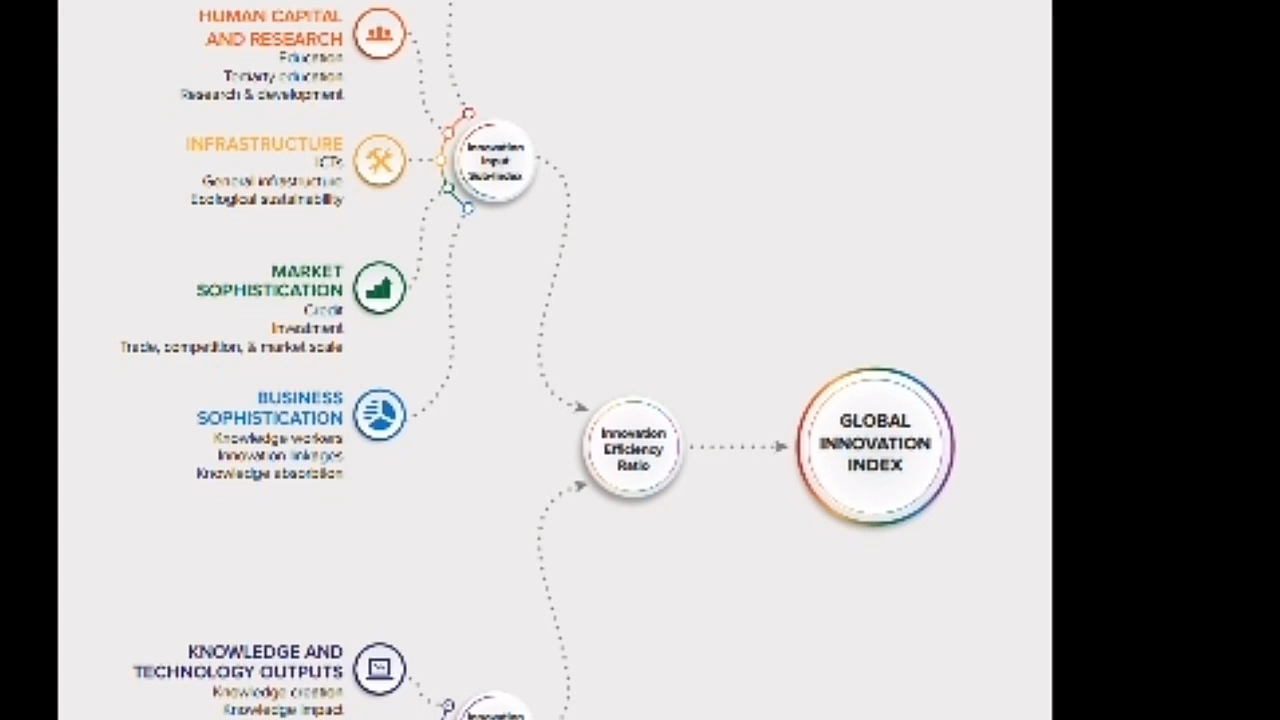 HUMAN CAPITAL
AND RESEARCH
Education
Tertiary education
Research & development
INFRASTRUCTURE
ICTs
General infrastructure
Ecological sustainability
Innovation
Input
Sub-Index
MARKET
SOPHISTICATION
Credit
Investment
Trade, competition, & market scale
BUSINESS
SOPHISTICATION
Knowledge workers
Innovation linkages
Knowledge absorbtion
Innovation
Efficiency
Ratio
GLOBAL
INNOVATION
INDEX
KNOWLEDGE AND
TECHNOLOGY OUTPUTS
Knowledge creation
Knowledge impact
Innovation